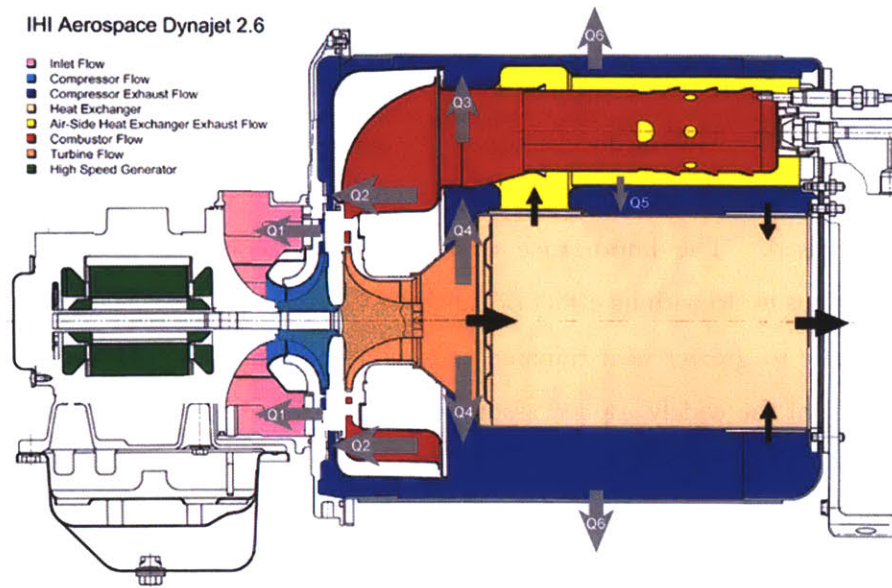 IHI Aerospace Dynajet 2.6
Inlet Flow
Compressor Flow
Compressor Exhaust Flow
Heat Exchanger
Air-Side Heat Exchanger Exhaust Flow
Combustor Flow
Turbine Flow
High Speed Generator
Q6
Q3
Q2
Q5
Q1
Q4
Q4
Q1
Q2
Q6